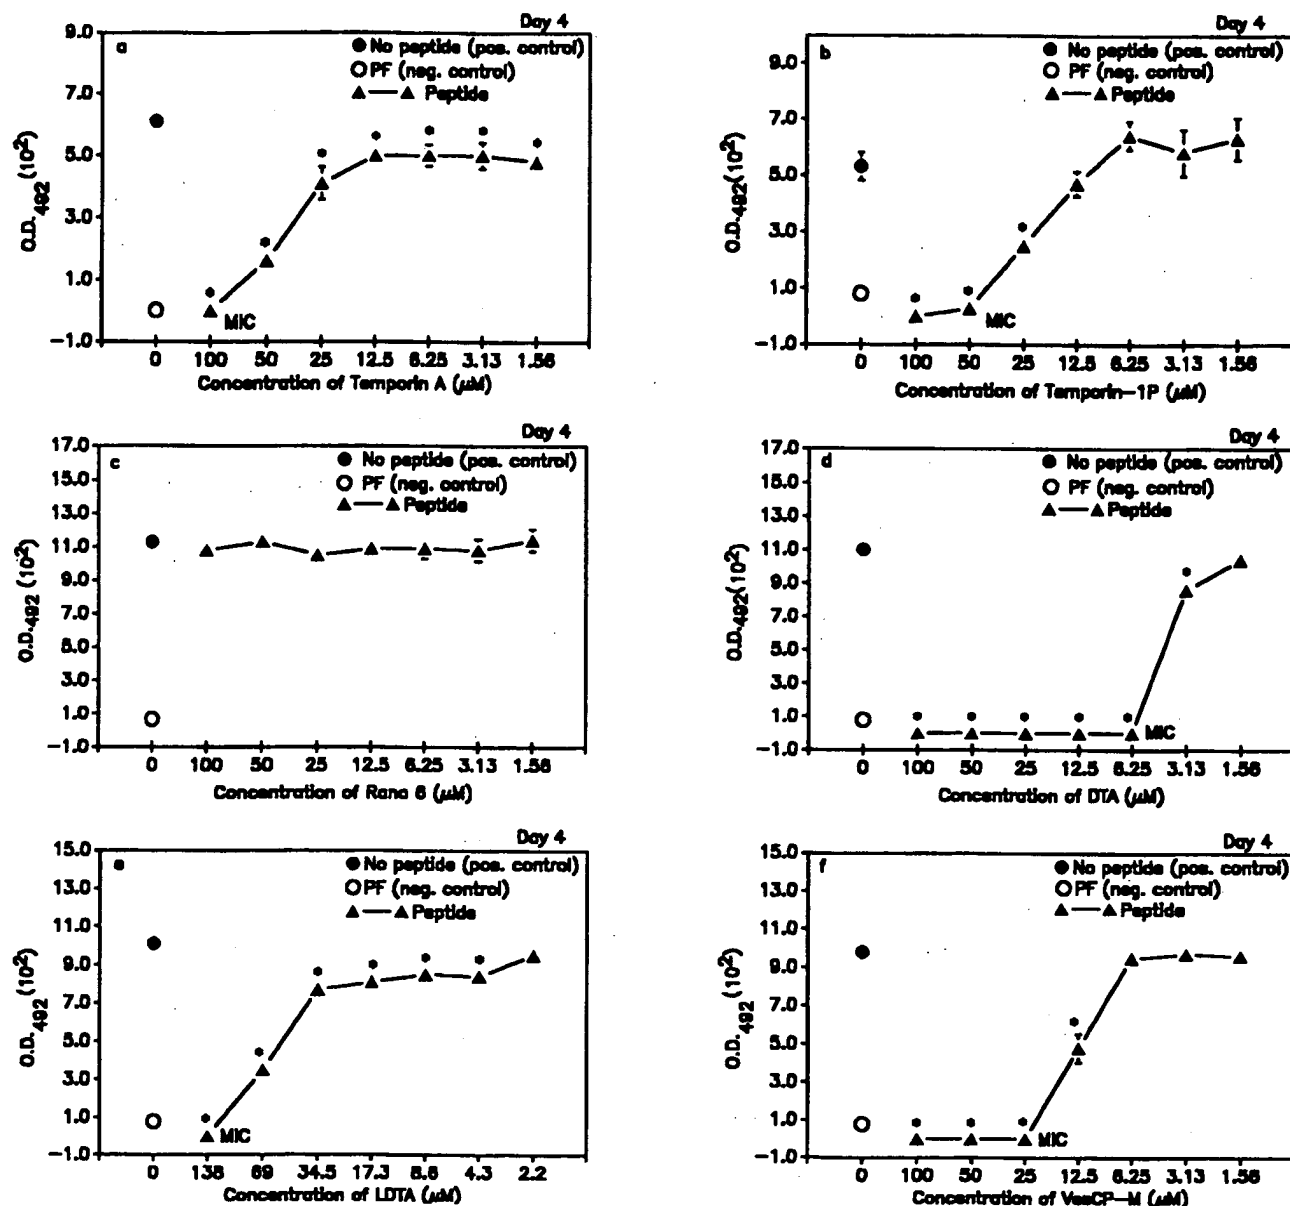 Day 4
a
● No peptide (pos. control)
○ PF (neg. control)
▲—▲ Peptide
O.D.492 (10²)
9.0
7.0
5.0
3.0
1.0
−1.0
MIC
0 100 50 25 12.5 6.25 3.13 1.56
Concentration of Temporin A (μM)
Day 4
b
● No peptide (pos. control)
○ PF (neg. control)
▲—▲ Peptide
O.D.492(10²)
9.0
7.0
5.0
3.0
1.0
−1.0
MIC
0 100 50 25 12.5 6.25 3.13 1.56
Concentration of Temporin−1P (μM)
Day 4
c
● No peptide (pos. control)
○ PF (neg. control)
▲—▲ Peptide
O.D.492 (10²)
17.0
15.0
13.0
11.0
9.0
7.0
5.0
3.0
1.0
−1.0
0 100 50 25 12.5 6.25 3.13 1.56
Concentration of Rana 6 (μM)
Day 4
d
● No peptide (pos. control)
○ PF (neg. control)
▲—▲ Peptide
O.D.492(10²)
17.0
15.0
13.0
11.0
9.0
7.0
5.0
3.0
1.0
−1.0
MIC
0 100 50 25 12.5 6.25 3.13 1.56
Concentration of DTA (μM)
Day 4
e
● No peptide (pos. control)
○ PF (neg. control)
▲—▲ Peptide
O.D.492 (10²)
15.0
13.0
11.0
9.0
7.0
5.0
3.0
1.0
−1.0
MIC
0 138 69 34.5 17.3 8.6 4.3 2.2
Concentration of LDTA (μM)
Day 4
f
● No peptide (pos. control)
○ PF (neg. control)
▲—▲ Peptide
O.D.492 (10²)
15.0
13.0
11.0
9.0
7.0
5.0
3.0
1.0
−1.0
MIC
0 100 50 25 12.5 6.25 3.13 1.56
Concentration of VesCP−M (μM)